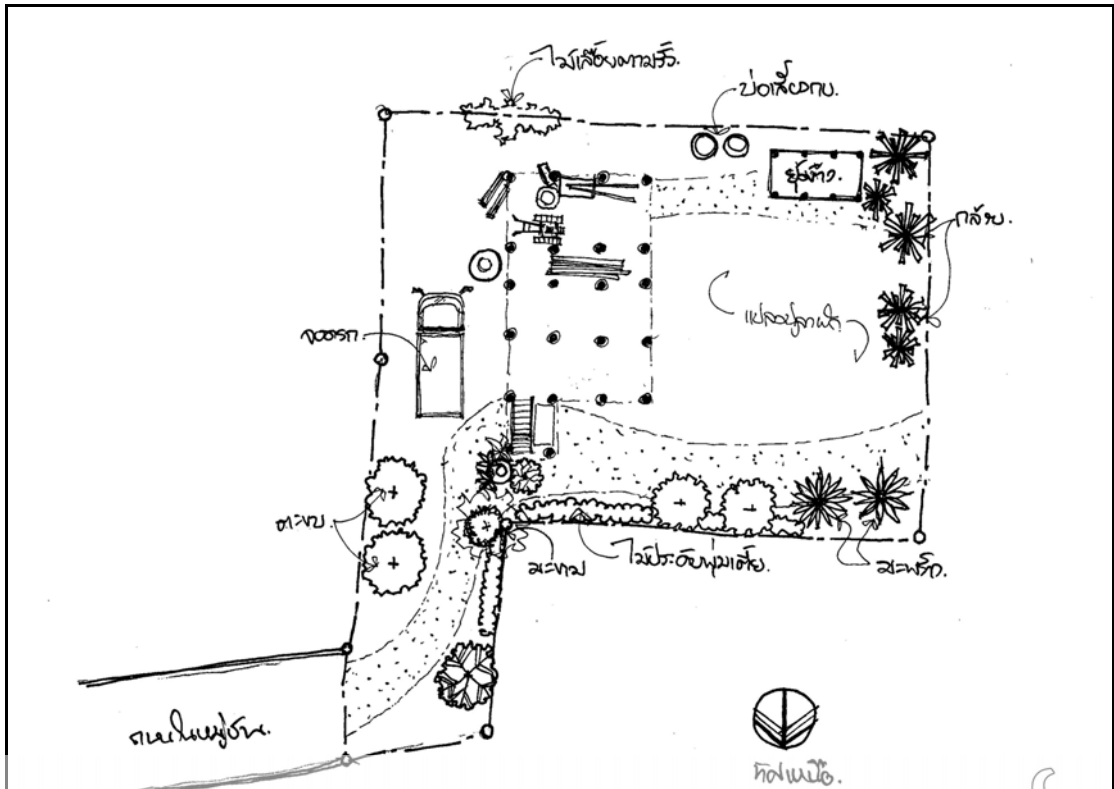 ไม้เลื้อยตามรั้ว.
บ่อเลี้ยงกบ.
ยุ้งข้าว.
กล้วย.
แปลงปลูกผัก
จอดรถ.
ตะขบ.
มะขาม
ไม้ประดับพุ่มเตี้ย.
มะพร้าว.
ถนนในหมู่บ้าน.
ทิศเหนือ.